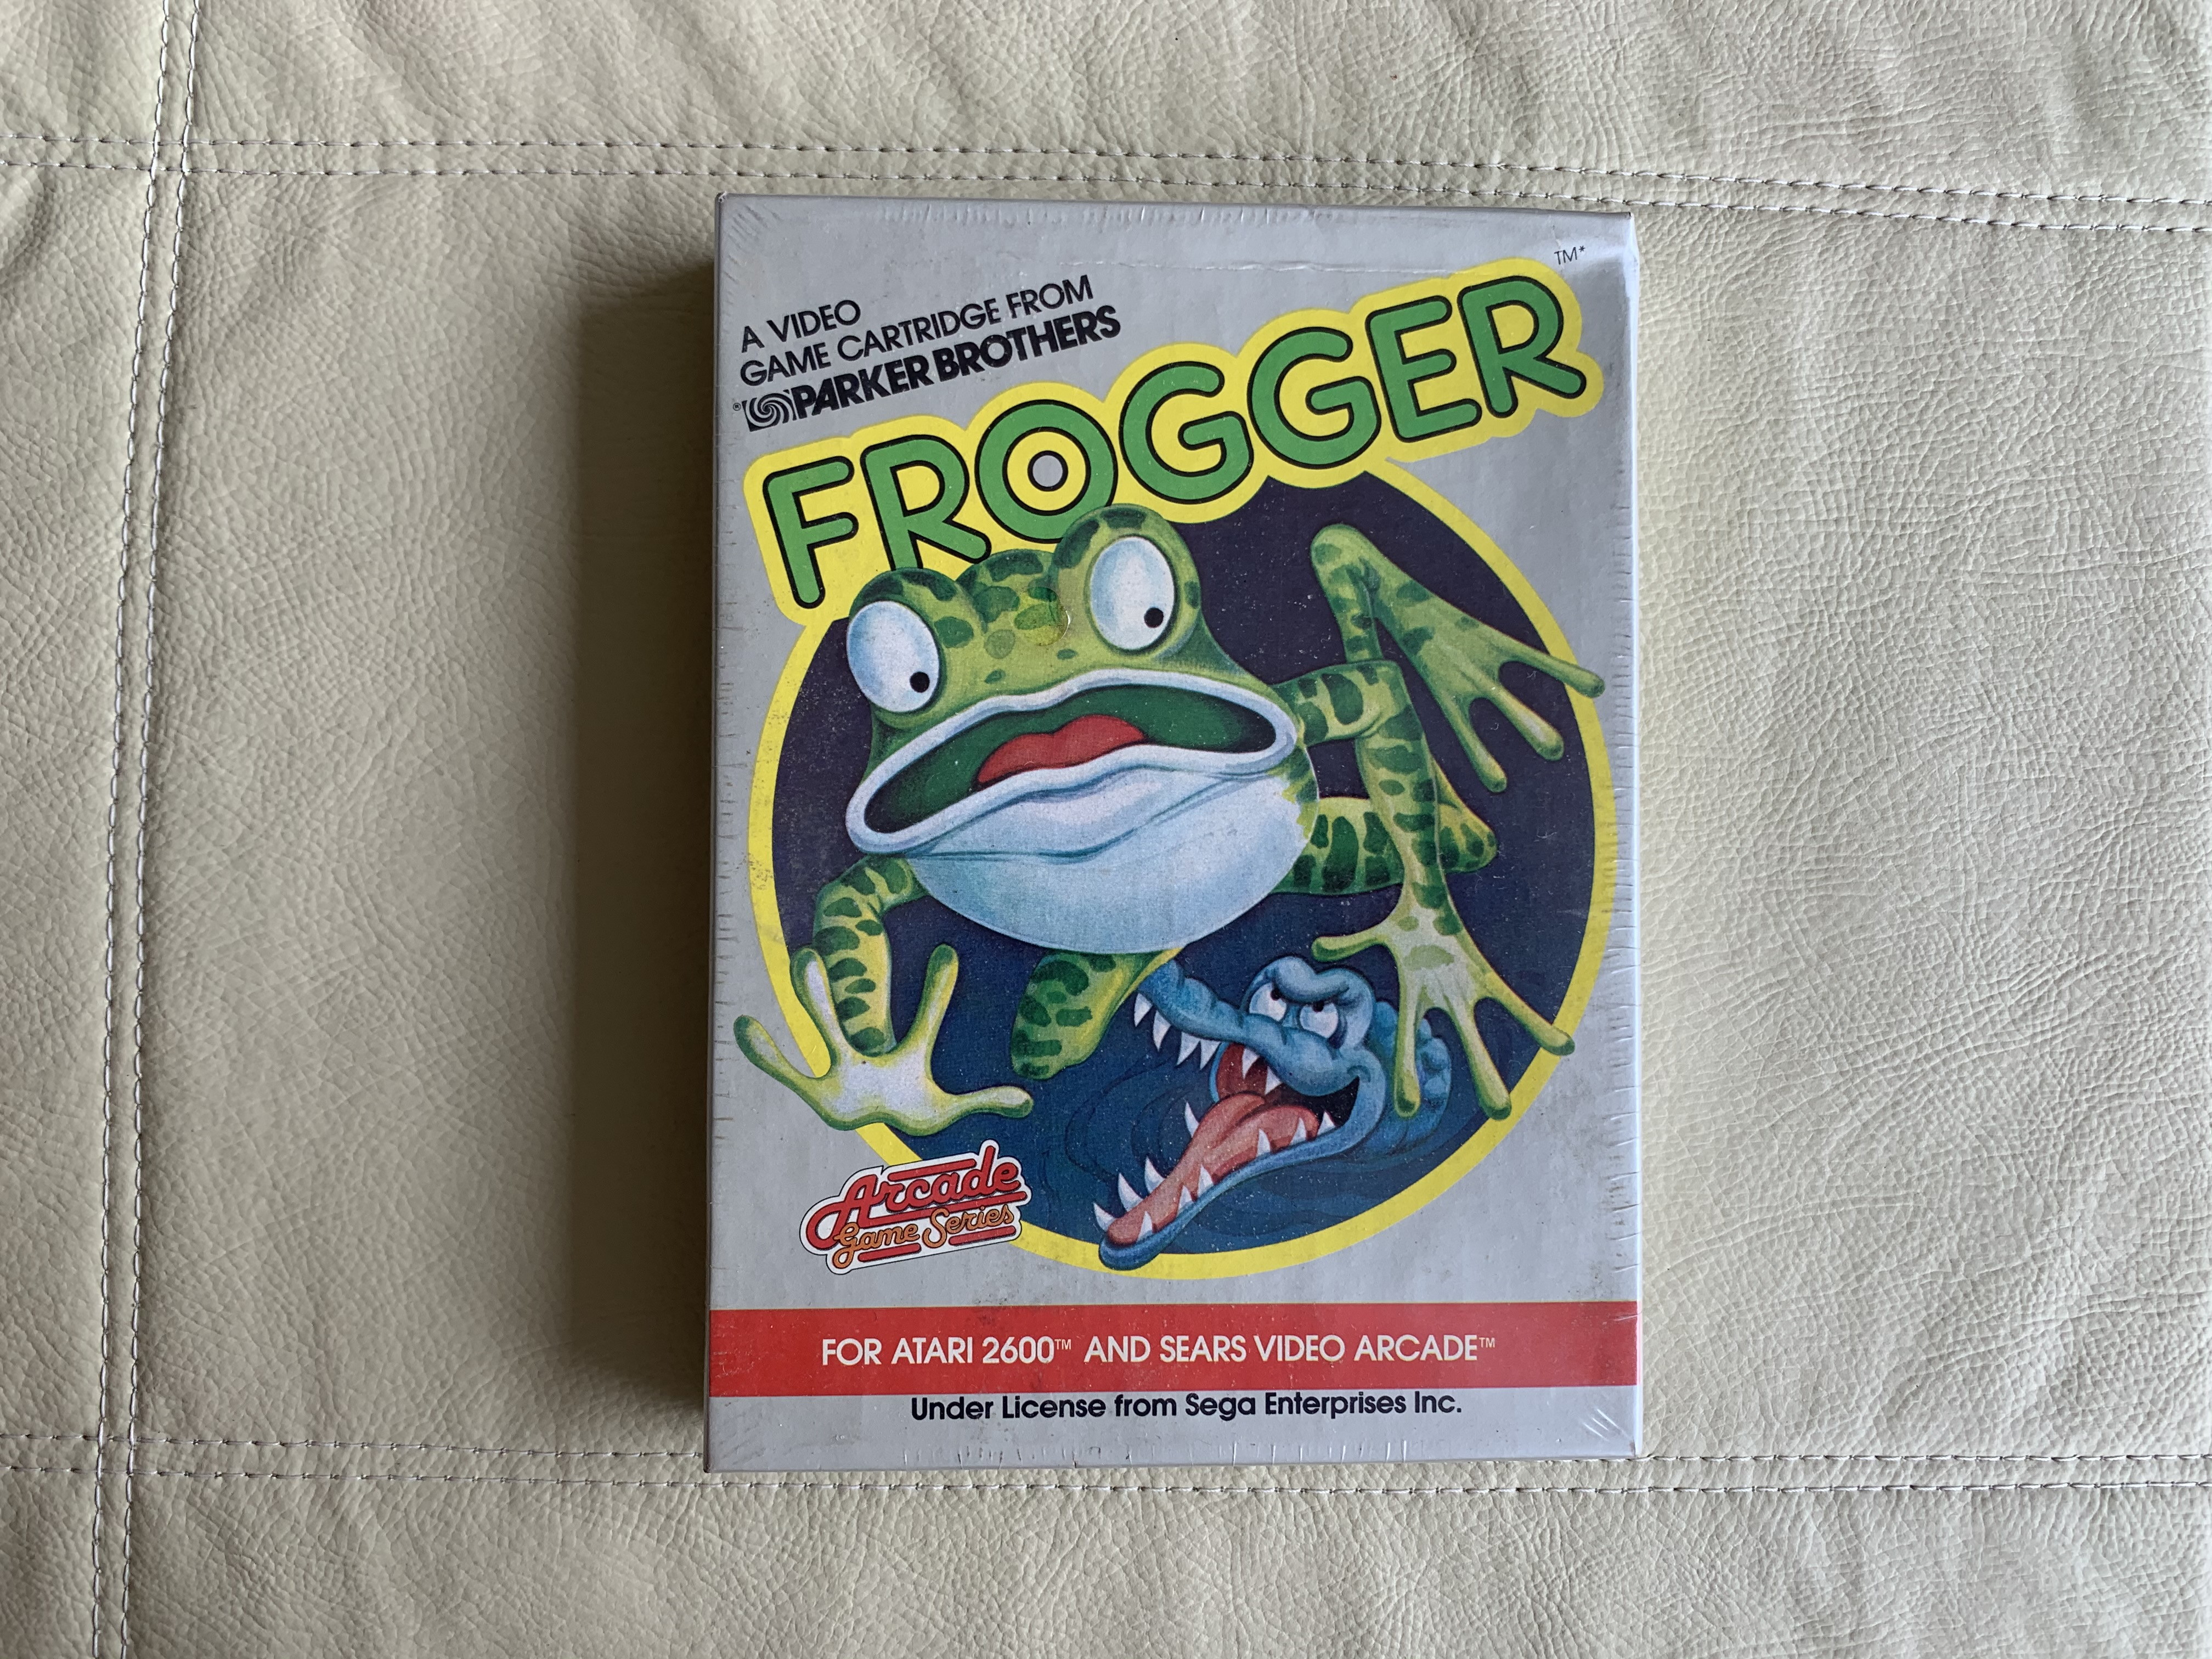 A VIDEO
GAME CARTRIDGE FROM
® PARKER BROTHERS
FROGGER TM*
Arcade
Game Series
FOR ATARI 2600™ AND SEARS VIDEO ARCADE™
Under License from Sega Enterprises Inc.